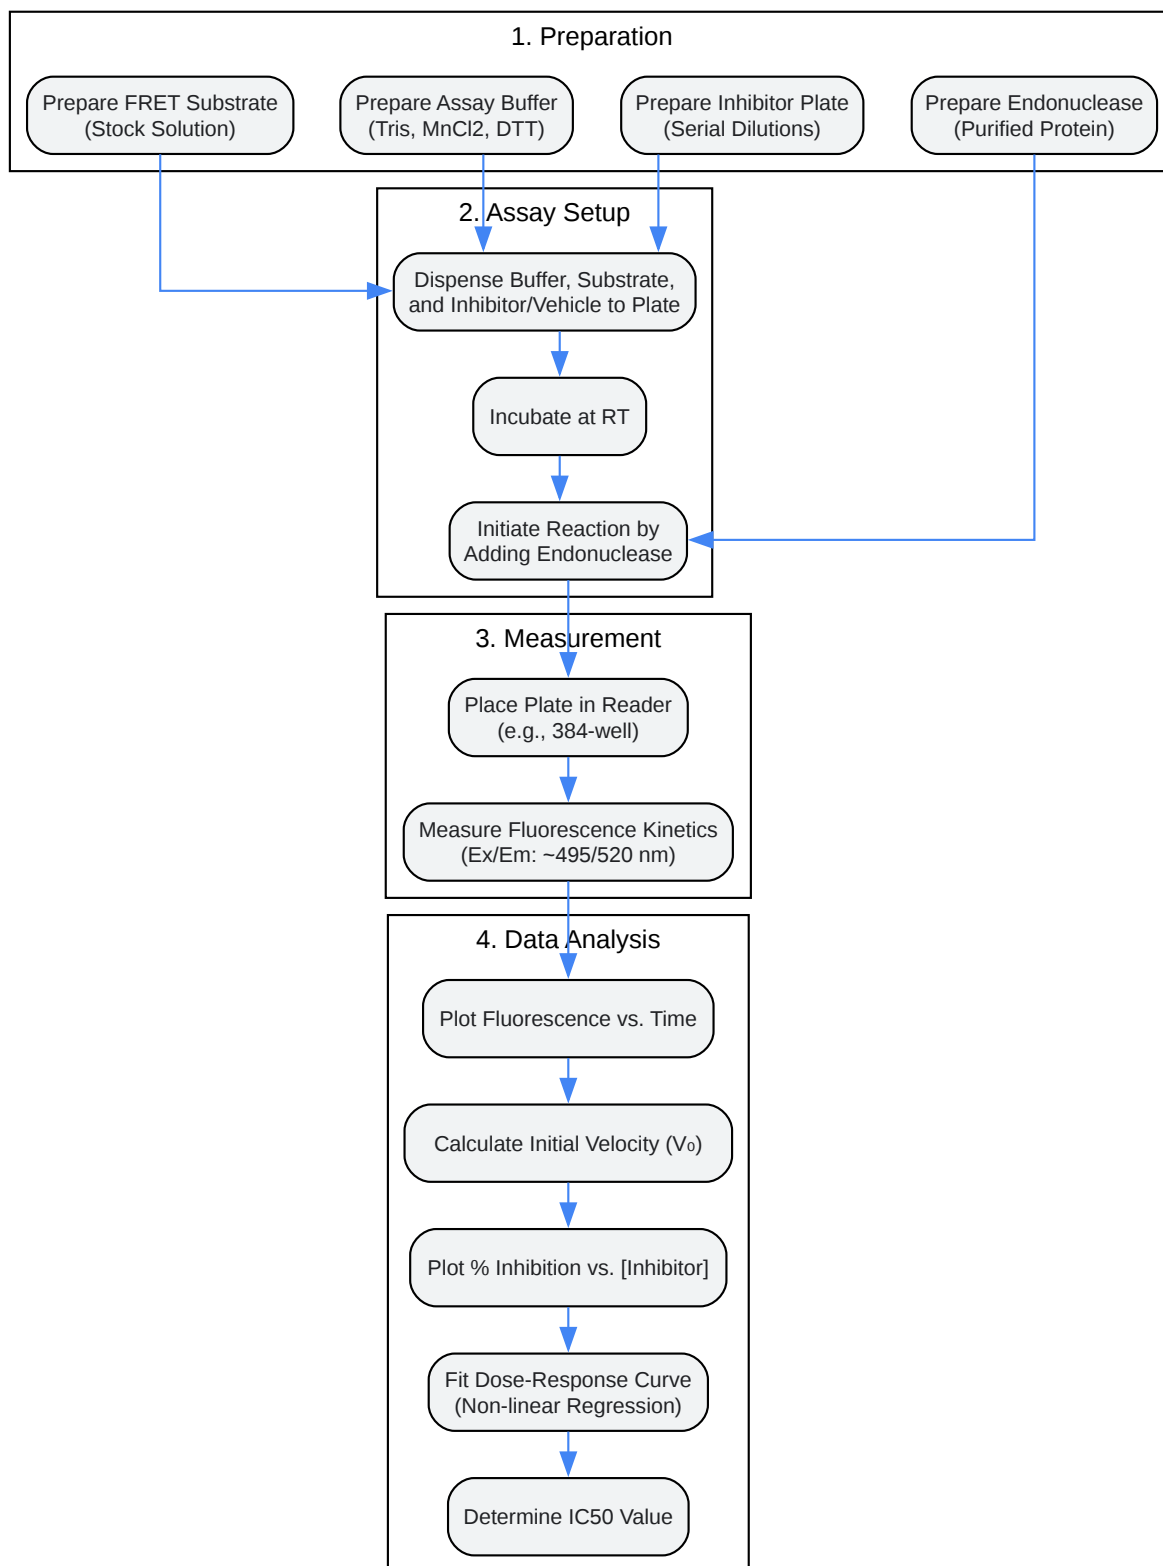 1. Preparation
Prepare FRET Substrate
(Stock Solution)
Prepare Assay Buffer
(Tris, MnCl2, DTT)
Prepare Inhibitor Plate
(Serial Dilutions)
Prepare Endonuclease
(Purified Protein)
2. Assay Setup
Dispense Buffer, Substrate,
and Inhibitor/Vehicle to Plate
Incubate at RT
Initiate Reaction by
Adding Endonuclease
3. Measurement
Place Plate in Reader
(e.g., 384-well)
Measure Fluorescence Kinetics
(Ex/Em: ~495/520 nm)
4. Data Analysis
Plot Fluorescence vs. Time
Calculate Initial Velocity (V₀)
Plot % Inhibition vs. [Inhibitor]
Fit Dose-Response Curve
(Non-linear Regression)
Determine IC50 Value